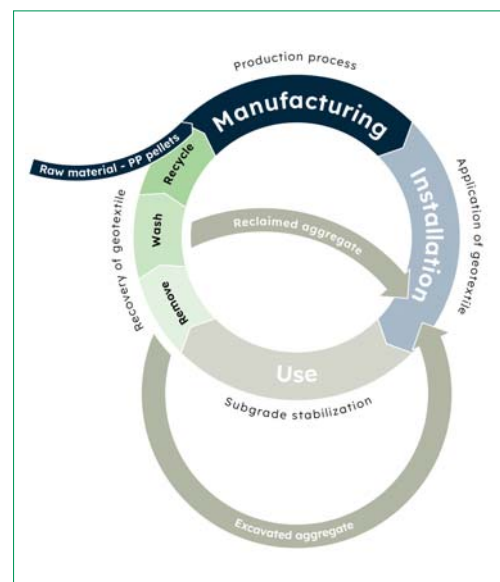 Production process
Manufacturing
Raw material - PP pellets
Recycle
Installation
Application of geotextile
Reclaimed aggregate
Wash
Recovery of geotextile
Remove
Use
Subgrade stabilization
Excavated aggregate